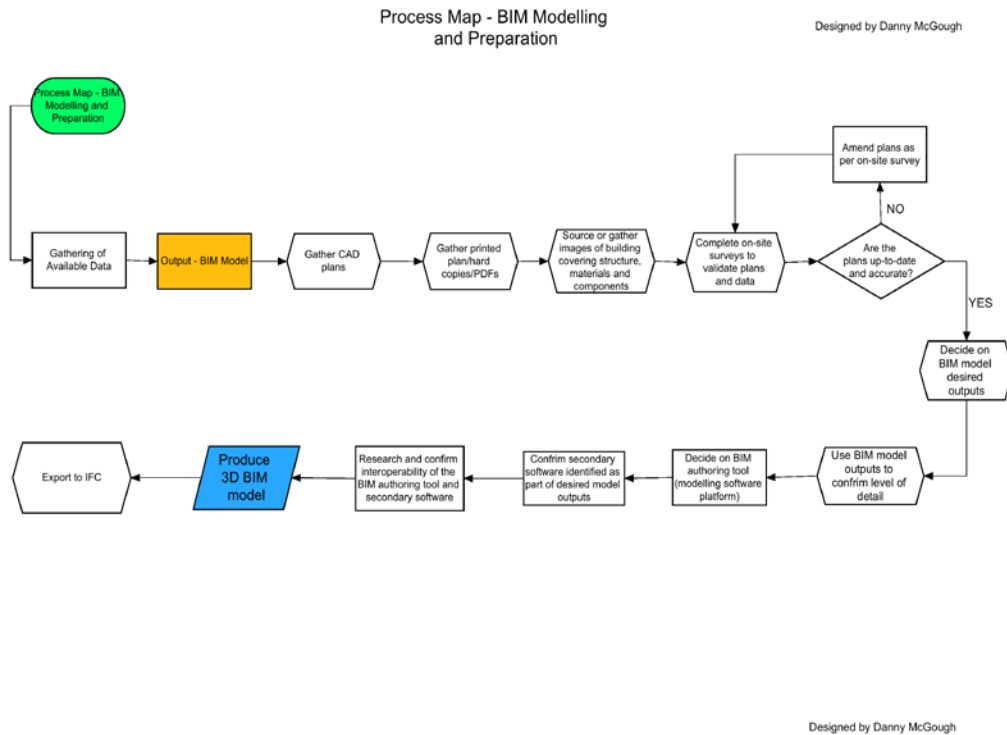 Process Map - BIM Modelling
and Preparation
Designed by Danny McGough
Process Map - BIM
Modelling and
Preparation
Amend plans as
per on-site survey
NO
Gathering of
Available Data
Output - BIM Model
Gather CAD
plans
Gather printed
plan/hard
copies/PDFs
Source or gather
images of building
covering structure,
materials and
components
Complete on-site
surveys to
validate plans
and data
Are the
plans up-to-date
and accurate?
YES
Decide on
BIM model
desired
outputs
Use BIM model
outputs to
confrim level of
detail
Decide on BIM
authoring tool
(modelling software
platform)
Confrim secondary
software identified as
part of desired model
outputs
Research and confirm
interoperability of the
BIM authoring tool and
secondary software
Produce
3D BIM
model
Export to IFC
Designed by Danny McGough